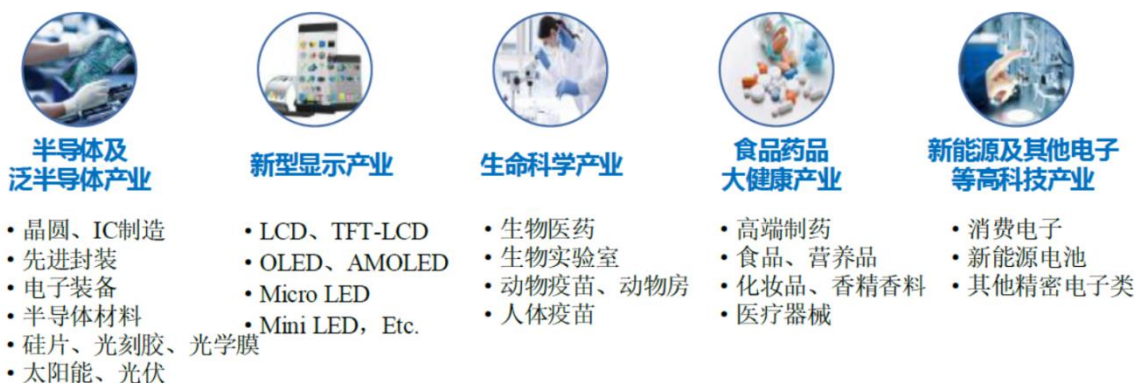 半导体及
泛半导体产业
• 晶圆、IC制造
• 先进封装
• 电子装备
• 半导体材料
• 硅片、光刻胶、光学膜
• 太阳能、光伏
新型显示产业
• LCD、TFT-LCD
• OLED、AMOLED
• Micro LED
• Mini LED，Etc.
生命科学产业
• 生物医药
• 生物实验室
• 动物疫苗、动物房
• 人体疫苗
食品药品
大健康产业
• 高端制药
• 食品、营养品
• 化妆品、香精香料
• 医疗器械
新能源及其他电子
等高科技产业
• 消费电子
• 新能源电池
• 其他精密电子类